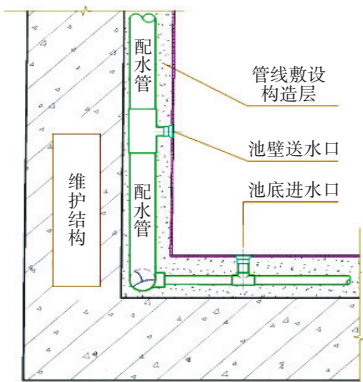 配水管
管线敷设
构造层
池壁送水口
维护结构
配水管
池底进水口